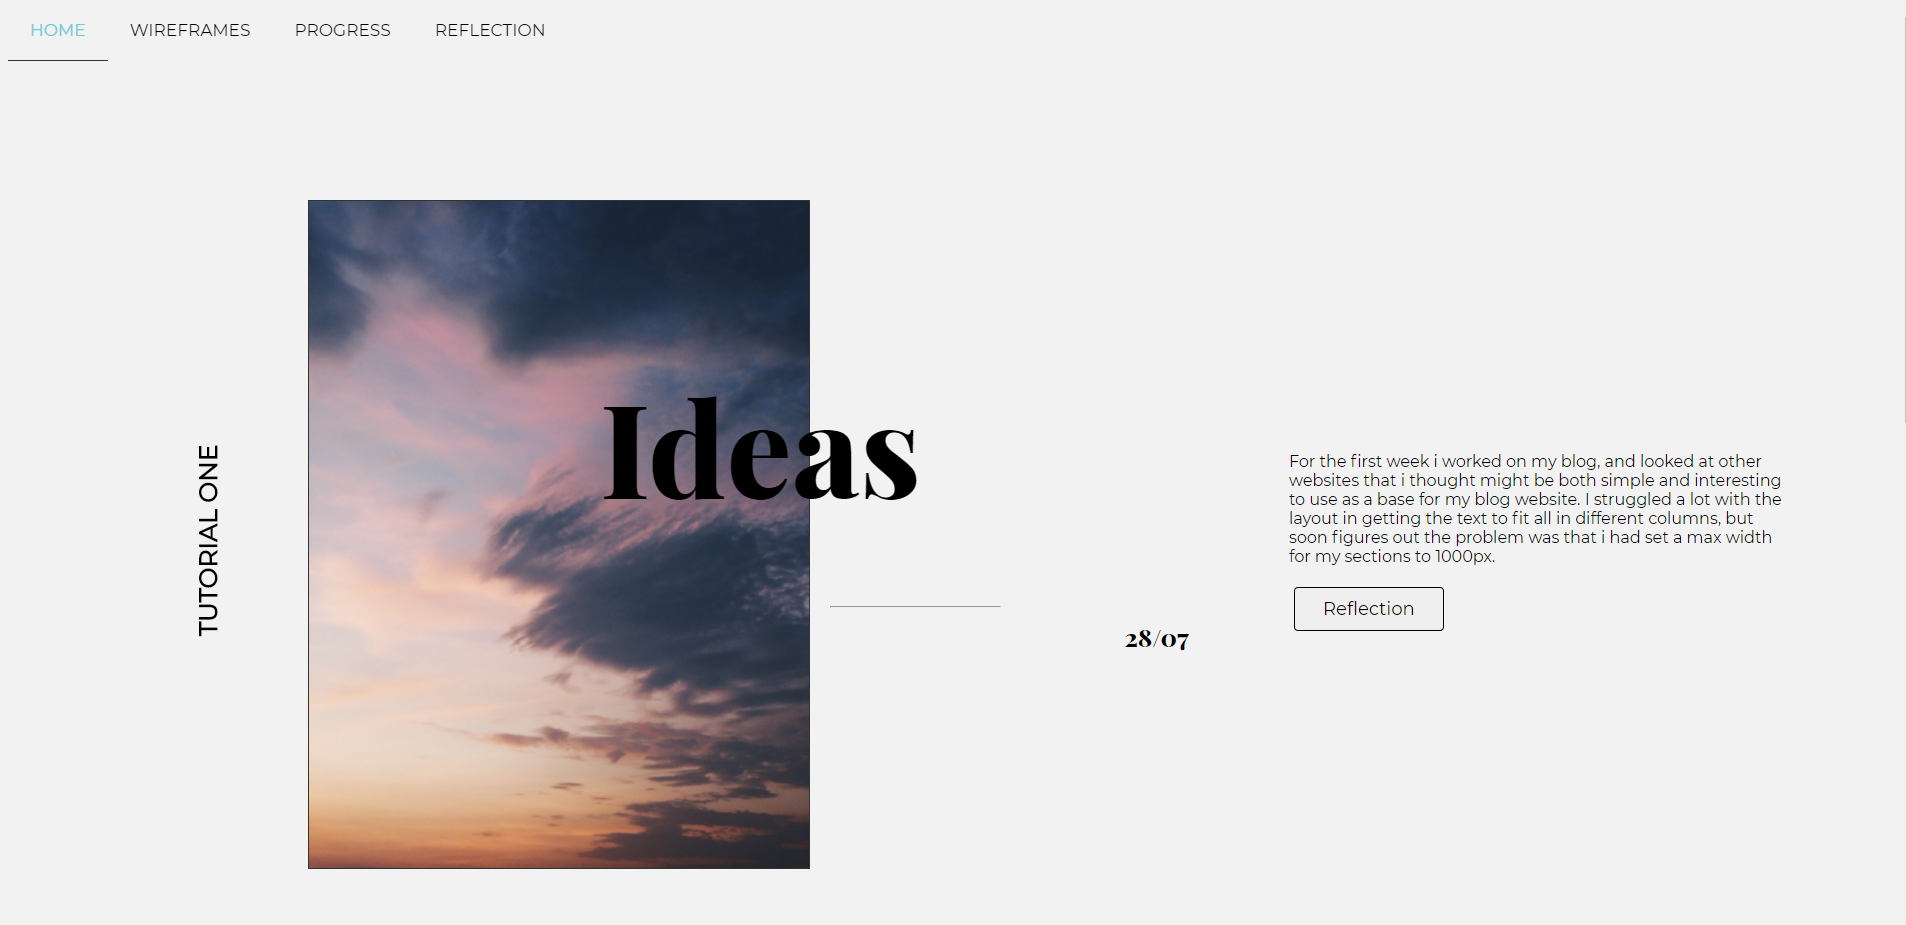 HOME WIREFRAMES PROGRESS REFLECTION
TUTORIAL ONE
Ideas
28/07
For the first week i worked on my blog, and looked at other
websites that i thought might be both simple and interesting
to use as a base for my blog website. I struggled a lot with the
layout in getting the text to fit all in different columns, but
soon figures out the problem was that i had set a max width
for my sections to 1000px.
Reflection